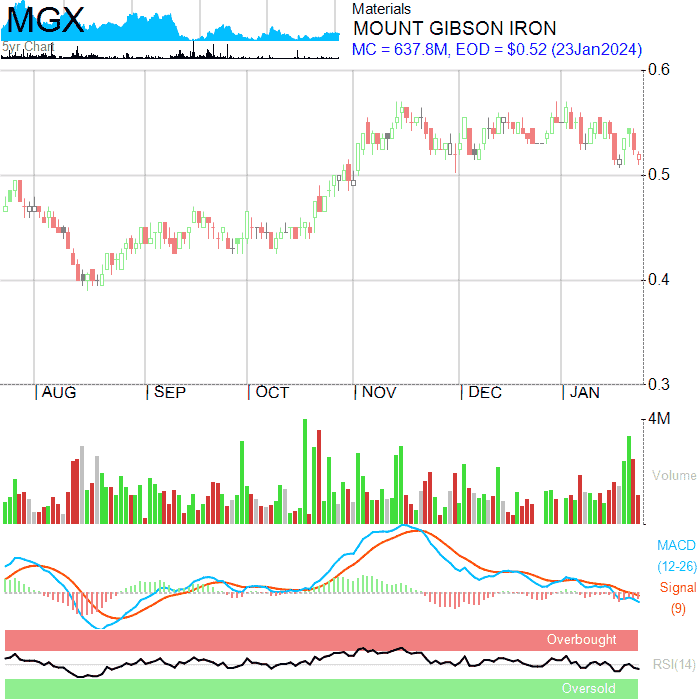 MGX
5yr Chart
Materials
MOUNT GIBSON IRON
MC = 637.8M, EOD = $0.52 (23Jan2024)
0.6
0.5
0.4
0.3
AUG SEP OCT NOV DEC JAN
4M
Volume
MACD
(12-26)
Signal
(9)
Overbought
RSI(14)
Oversold